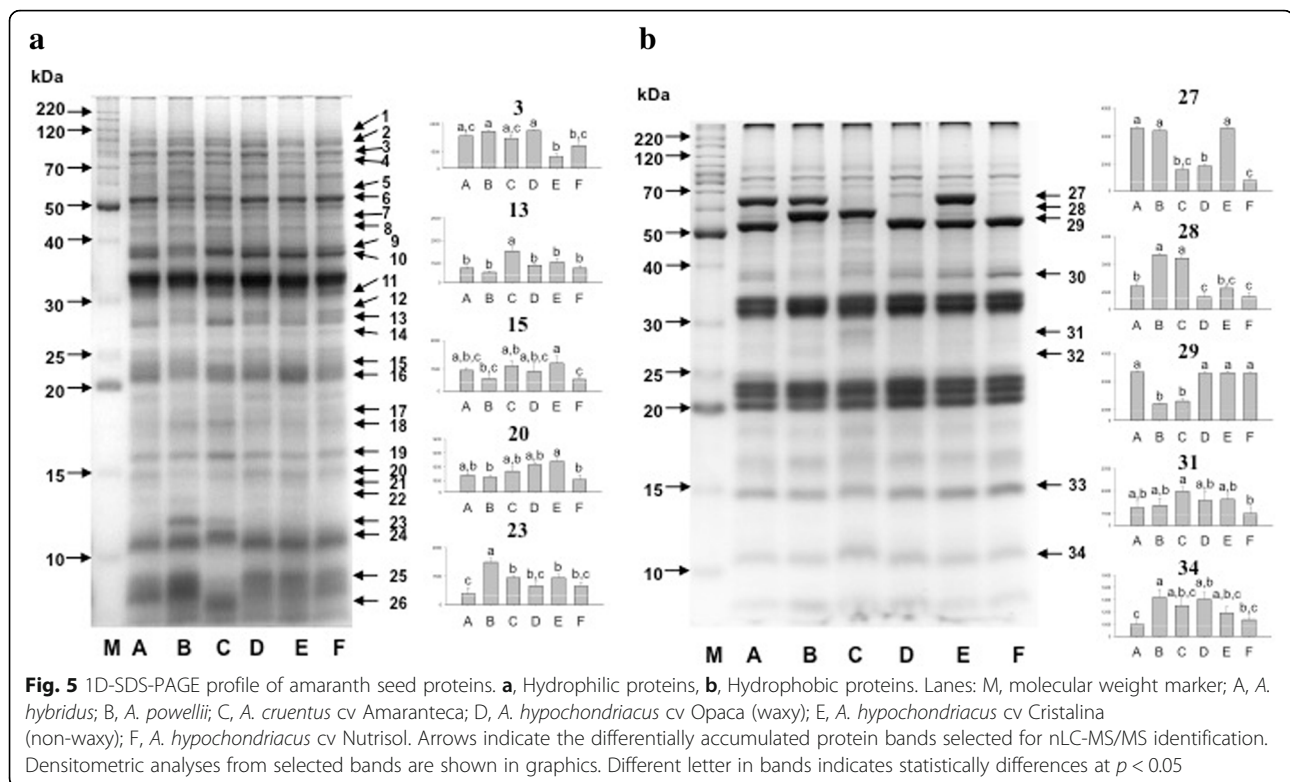 a
kDa
220
120
70
50
40
30
25
20
15
10
1
2
3
4
5
6
7
8
9
10
11
12
13
14
15
16
17
18
19
20
21
22
23
24
25
26
M A B C D E F
3
a,c a a,c a b b,c
A B C D E F
13
b b a b b b
A B C D E F
15
a,b,c b,c a,b a,b,c a c
A B C D E F
20
a,b b a,b a,b a b
A B C D E F
23
c a b b,c b b,c
A B C D E F
b
kDa
220
120
70
50
40
30
25
20
15
10
27
28
29
30
31
32
33
34
M A B C D E F
27
a a b,c b a c
A B C D E F
28
b a a c b,c c
A B C D E F
29
a b b a a a
A B C D E F
31
a,b a,b a a,b a,b b
A B C D E F
34
c a a,b,c a,b a,b,c b,c
A B C D E F
Fig. 5 1D-SDS-PAGE profile of amaranth seed proteins. a, Hydrophilic proteins, b, Hydrophobic proteins. Lanes: M, molecular weight marker; A, A.
hybridus; B, A. powellii; C, A. cruentus cv Amaranteca; D, A. hypochondriacus cv Opaca (waxy); E, A. hypochondriacus cv Cristalina
(non-waxy); F, A. hypochondriacus cv Nutrisol. Arrows indicate the differentially accumulated protein bands selected for nLC-MS/MS identification.
Densitometric analyses from selected bands are shown in graphics. Different letter in bands indicates statistically differences at p < 0.05